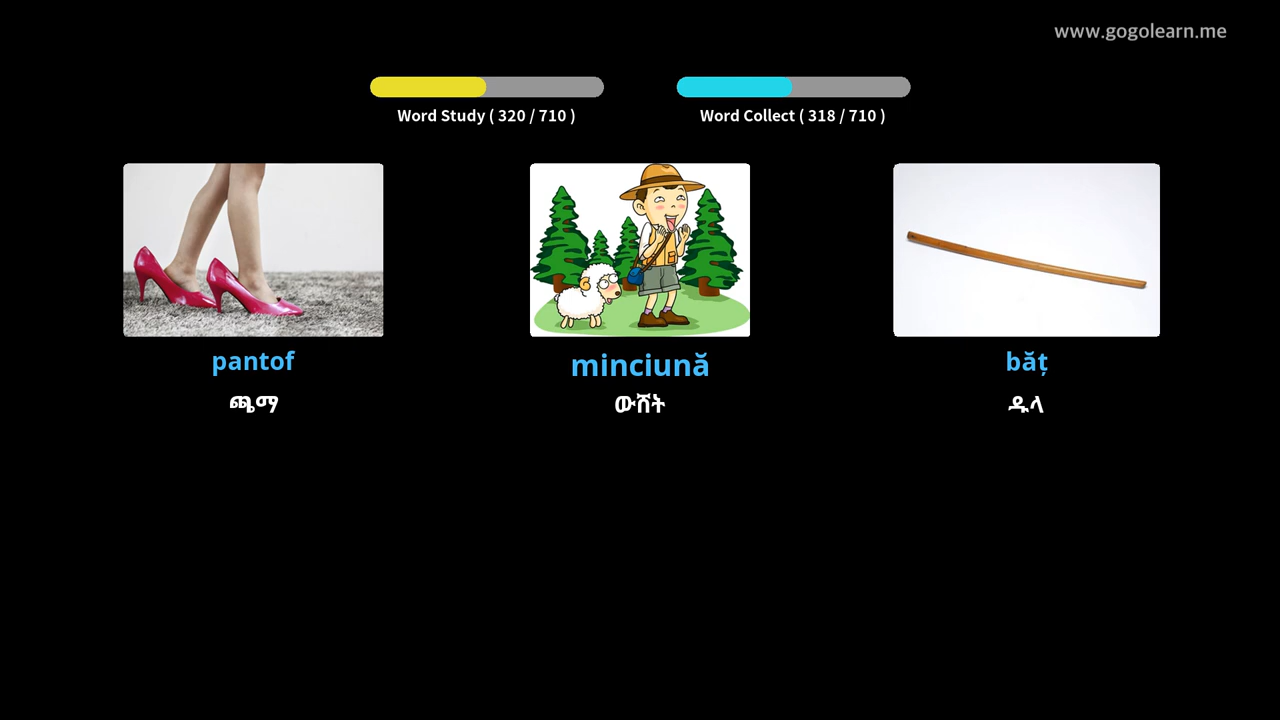 www.gogolearn.me
Word Study ( 320 / 710 )
Word Collect ( 318 / 710 )
pantof
minciună
băț
ጫማ
ውሸት
ዱላ